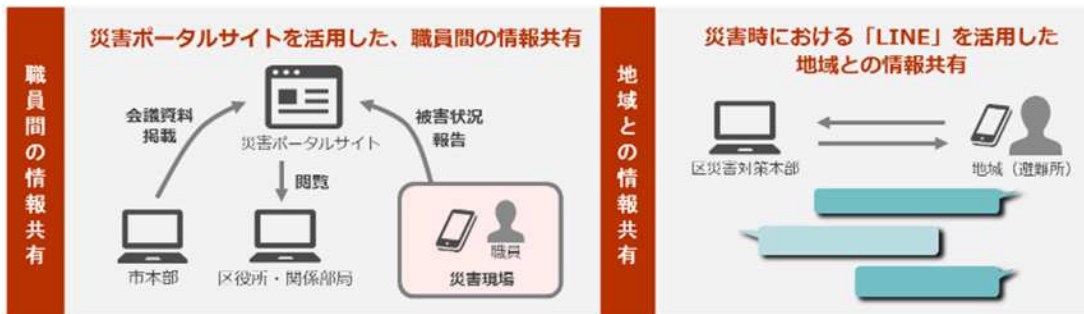 職員間の情報共有
災害ポータルサイトを活用した、職員間の情報共有
会議資料
掲載
被害状況
報告
災害ポータルサイト
閲覧
市本部
区役所・関係部局
職員
災害現場
地域との情報共有
災害時における「LINE」を活用した
地域との情報共有
区災害対策本部
地域（避難所）